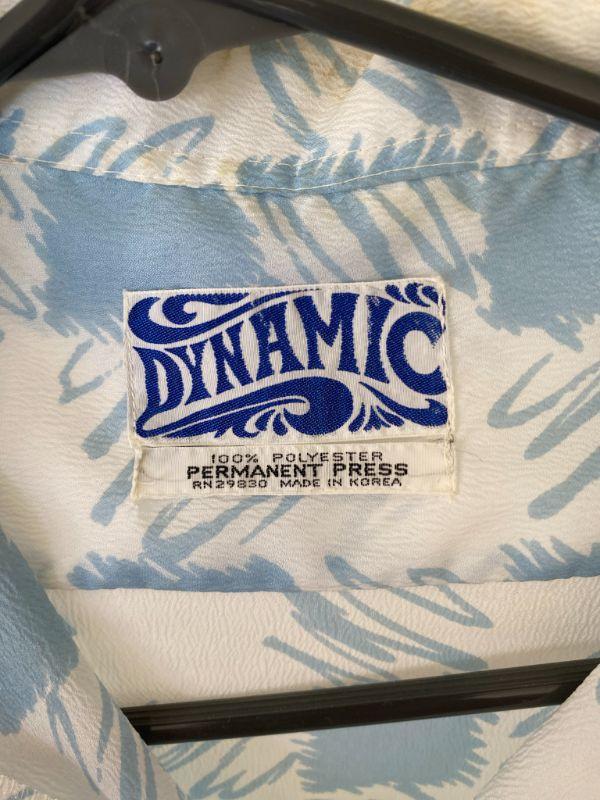 DYNAMIC
100% POLYESTER
PERMANENT PRESS
RN29830 MADE IN KOREA